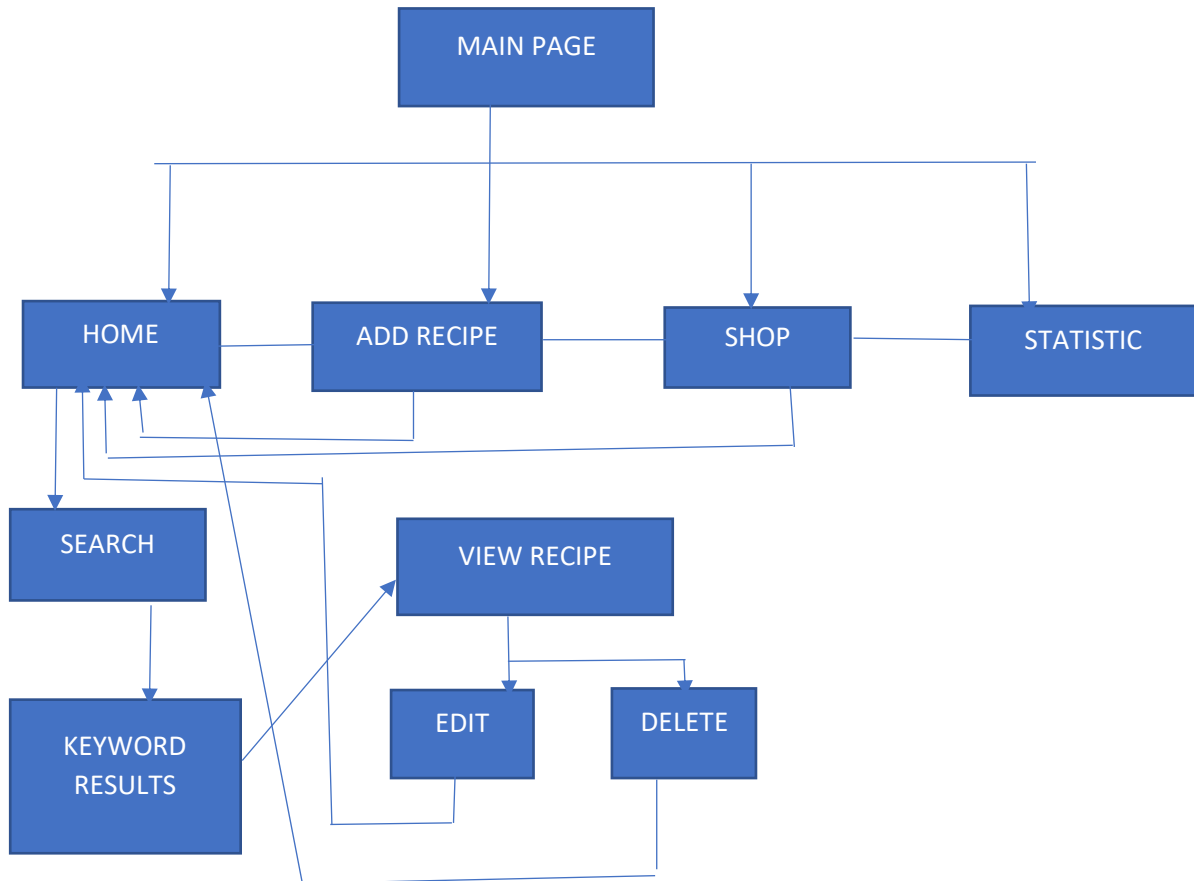 MAIN PAGE
HOME
ADD RECIPE
SHOP
STATISTIC
SEARCH
VIEW RECIPE
KEYWORD
RESULTS
EDIT
DELETE